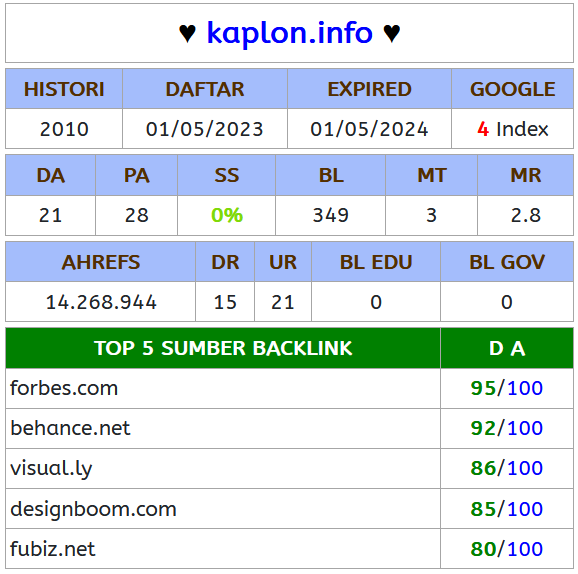 ♥ kaplon.info ♥
HISTORI DAFTAR EXPIRED GOOGLE
2010 01/05/2023 01/05/2024 4 Index
DA PA SS BL MT MR
21 28 0% 349 3 2.8
AHREFS DR UR BL EDU BL GOV
14.268.944 15 21 0 0
TOP 5 SUMBER BACKLINK D A
forbes.com 95/100
behance.net 92/100
visual.ly 86/100
designboom.com 85/100
fubiz.net 80/100